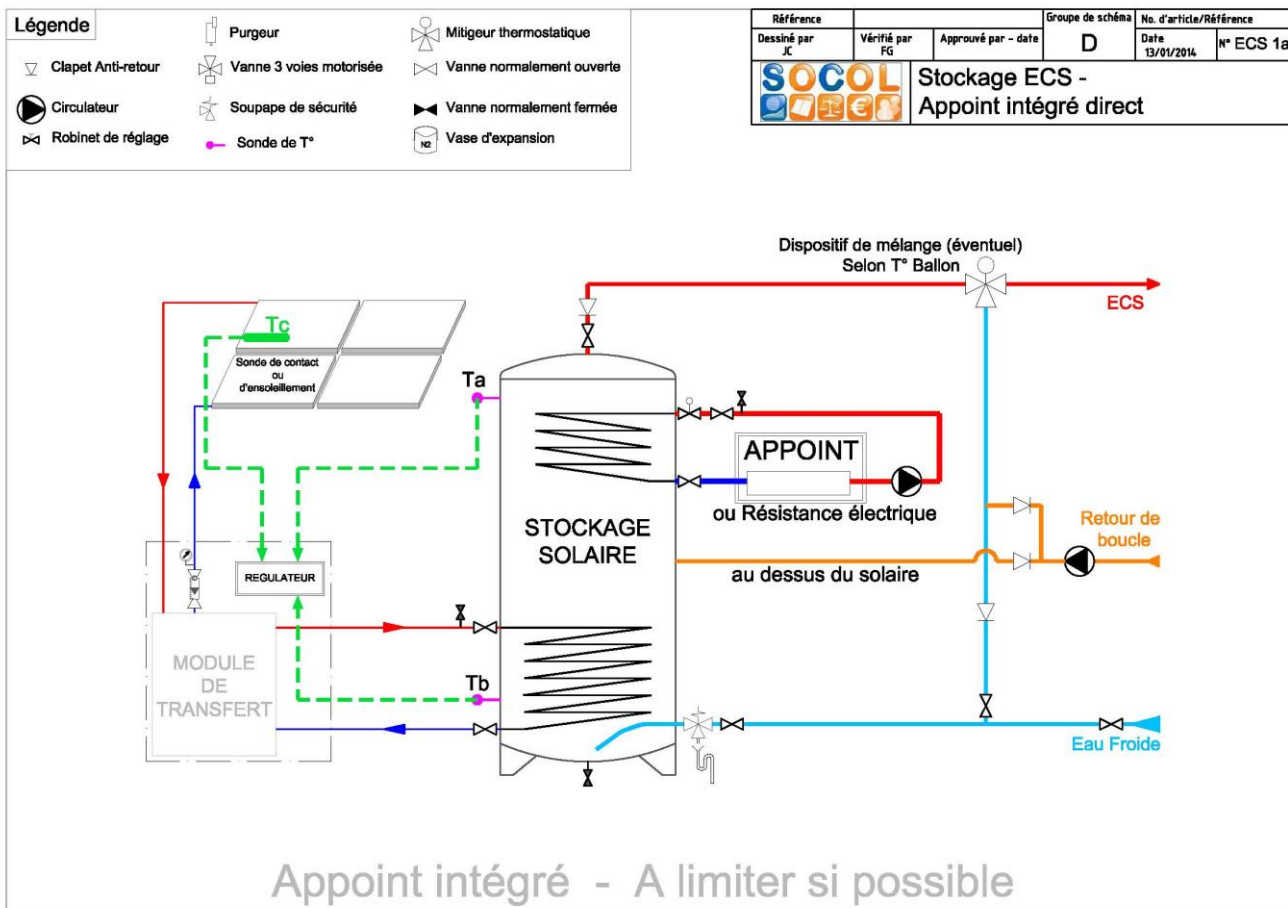 Légende
Purgeur
Mitigeur thermostatique
Clapet Anti-retour
Vanne 3 voies motorisée
Vanne normalement ouverte
Circulateur
Soupape de sécurité
Vanne normalement fermée
Robinet de réglage
Sonde de T°
N2
Vase d'expansion
Référence
Groupe de schéma
No. d'article/Référence
Dessiné par
JC
Vérifié par
FG
Approuvé par - date
D
Date
13/01/2014
N° ECS 1a
SOCOL
Stockage ECS -
Appoint intégré direct
Dispositif de mélange (éventuel)
Selon T° Ballon
ECS
Tc
Sonde de contact
ou
d'ensoleillement
Ta
APPOINT
ou Résistance électrique
STOCKAGE
SOLAIRE
Retour de
boucle
au dessus du solaire
REGULATEUR
MODULE
DE
TRANSFERT
Tb
Eau Froide
Appoint intégré - A limiter si possible